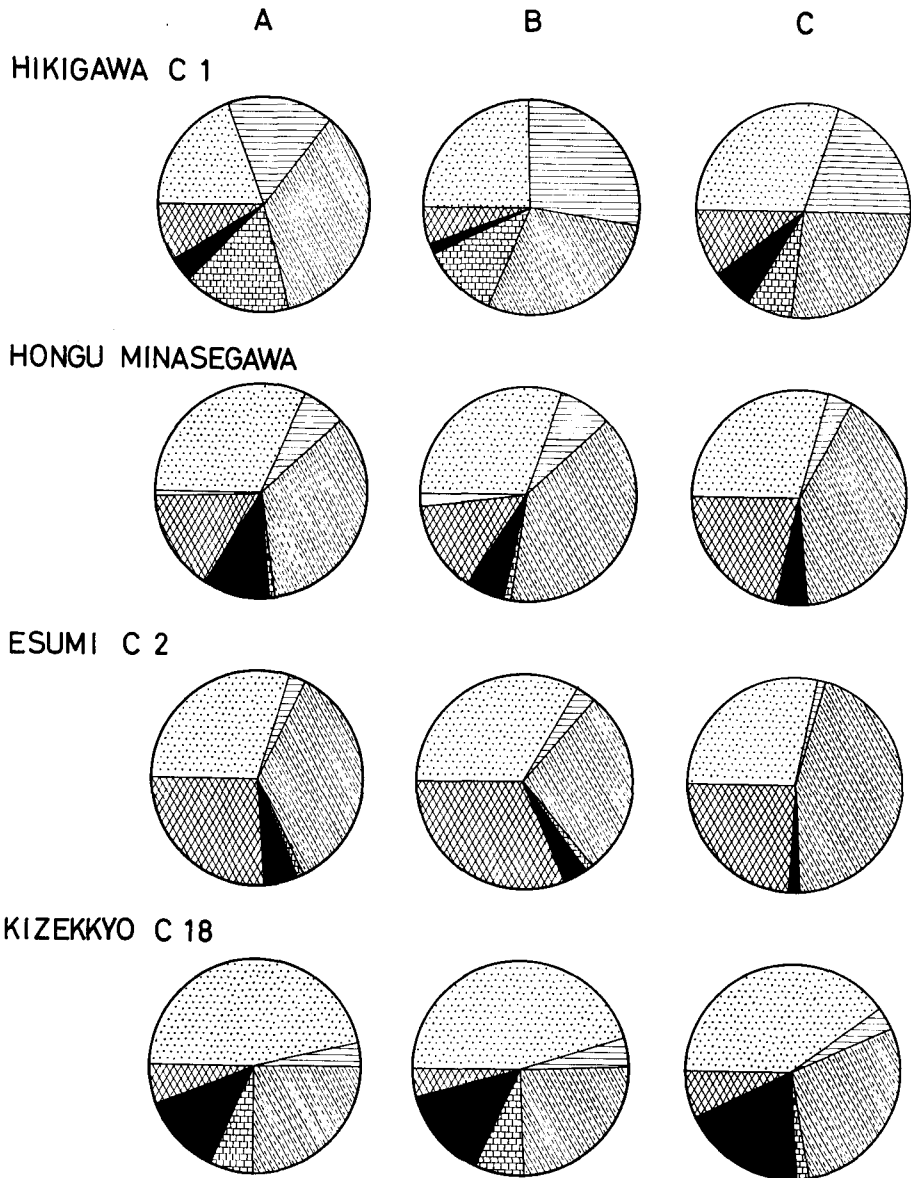 A B C
HIKIGAWA C 1
HONGU MINASEGAWA
ESUMI C 2
KIZEKKYO C 18